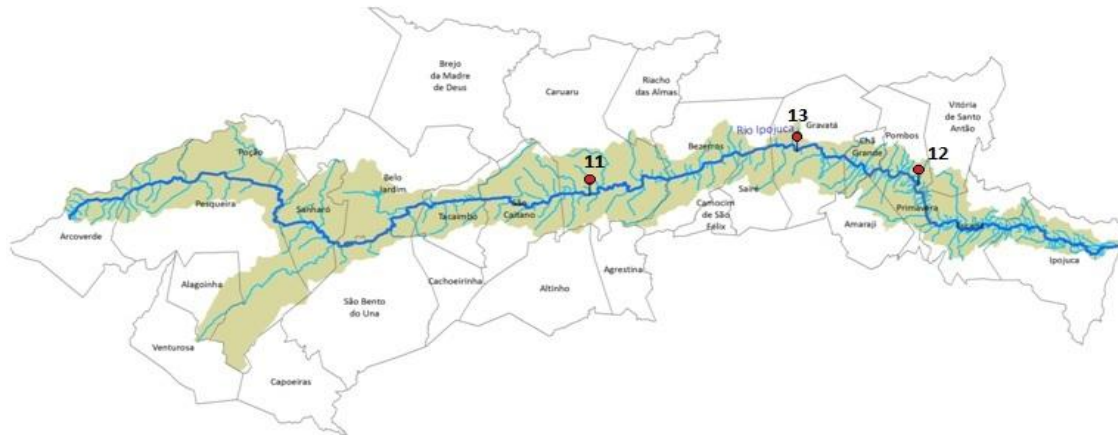 Brejo
da Madre
de Deus
Caruaru
Riacho
das Almas
13
Gravatá
Rio Ipojuca
Vitória
de Santo
Antão
Pombos
Chã
Grande
12
Bezerros
11
Poção
Belo
Jardim
Sairé
Pesqueira
Sanharó
São
Caitano
Tacaimbó
Camocim
de São
Félix
Primavera
Amaraji
Arcoverde
Ipojuca
Alagoinha
Cachoeirinha
Altinho
Agrestina
São Bento
do Una
Venturosa
Capoeiras